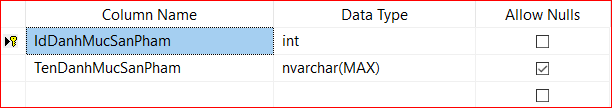 Column Name Data Type Allow Nulls
IdDanhMucSanPham int
TenDanhMucSanPham nvarchar(MAX)